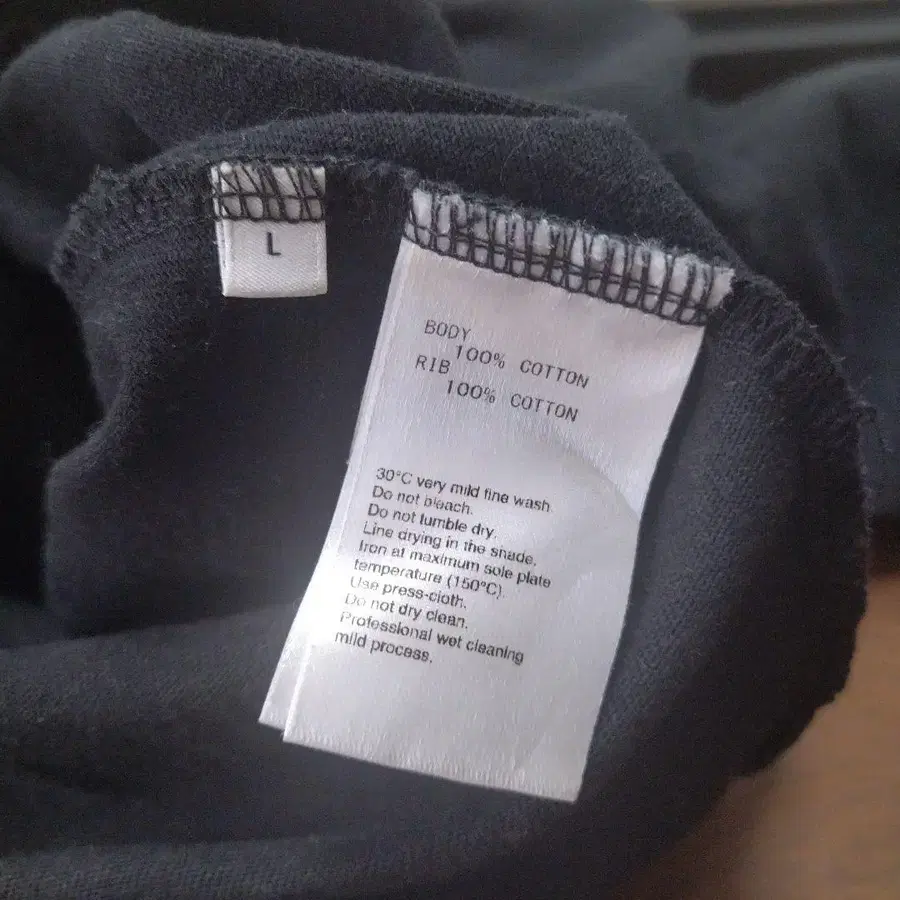 L
BODY
100% COTTON
RIB
100% COTTON
30°C very mild fine wash.
Do not bleach.
Do not tumble dry.
Line drying in the shade.
Iron at maximum sole plate
temperature (150°C).
Use press-cloth.
Do not dry clean.
Professional wet cleaning
mild process.